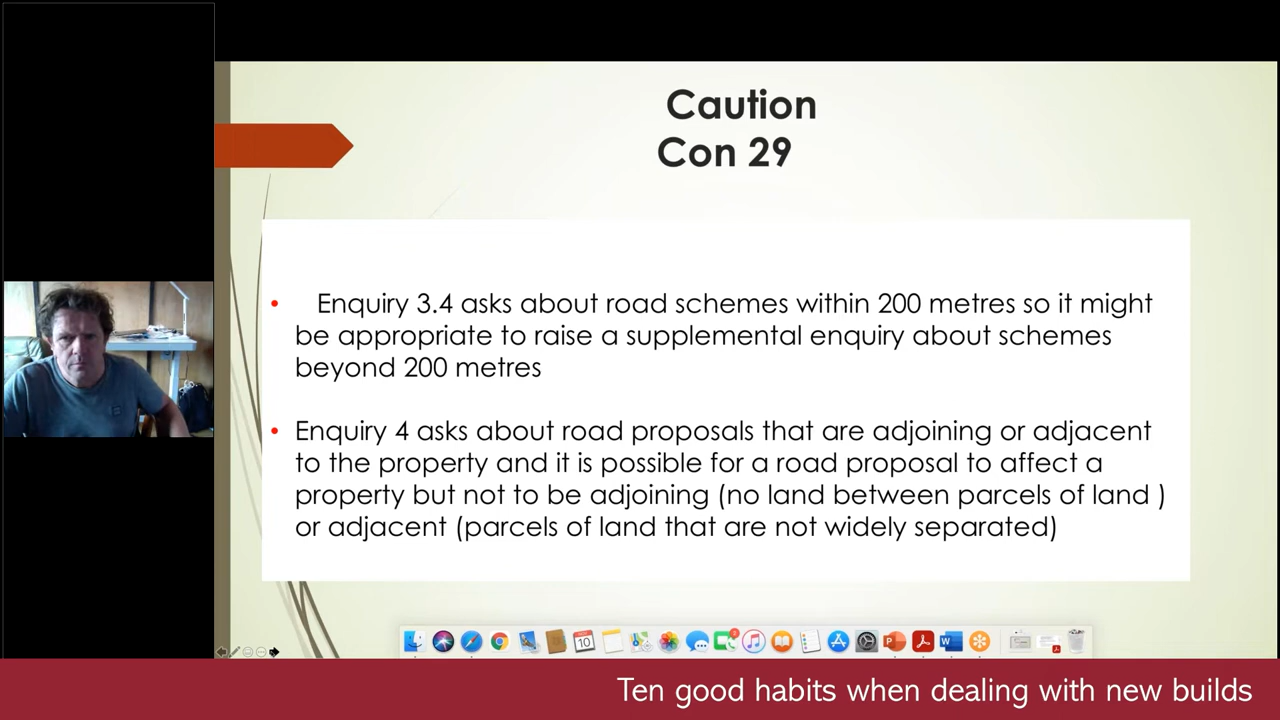 Caution
Con 29
• Enquiry 3.4 asks about road schemes within 200 metres so it might
be appropriate to raise a supplemental enquiry about schemes
beyond 200 metres
• Enquiry 4 asks about road proposals that are adjoining or adjacent
to the property and it is possible for a road proposal to affect a
property but not to be adjoining (no land between parcels of land )
or adjacent (parcels of land that are not widely separated)
Ten good habits when dealing with new builds